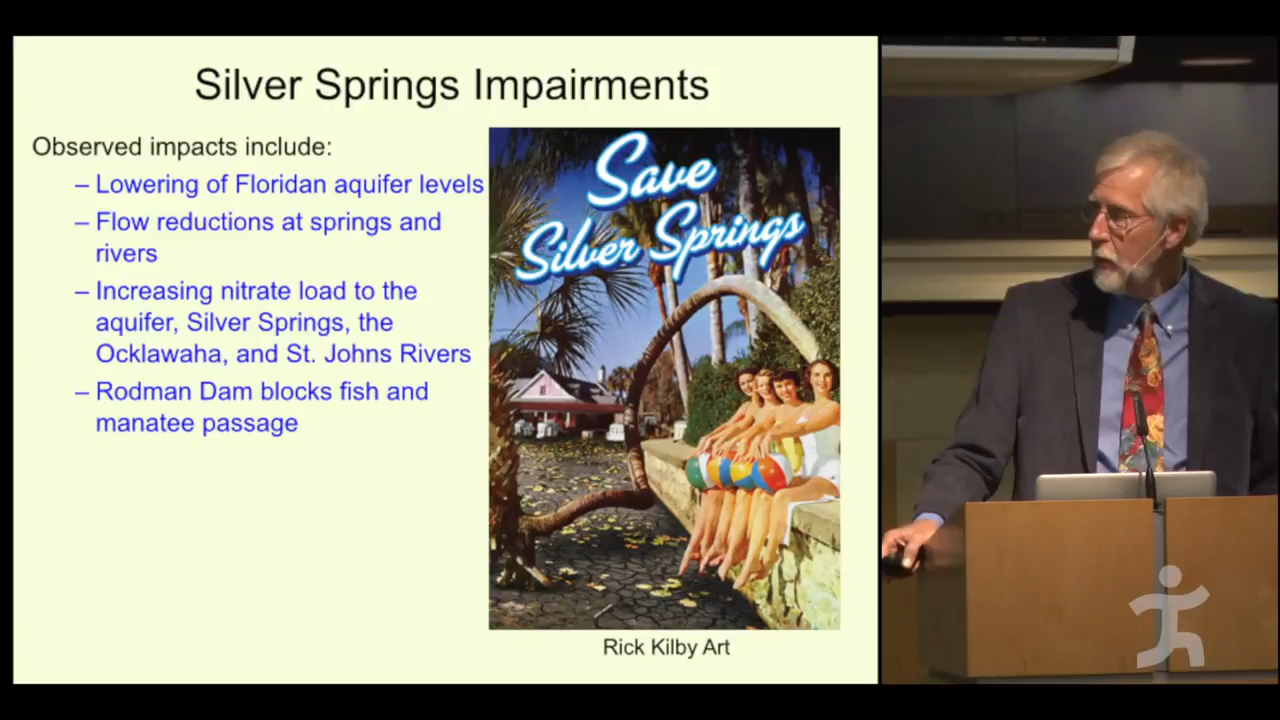 Silver Springs Impairments
Observed impacts include:
– Lowering of Floridan aquifer levels
– Flow reductions at springs and
rivers
– Increasing nitrate load to the
aquifer, Silver Springs, the
Ocklawaha, and St. Johns Rivers
– Rodman Dam blocks fish and
manatee passage
Save
Silver Springs
Rick Kilby Art